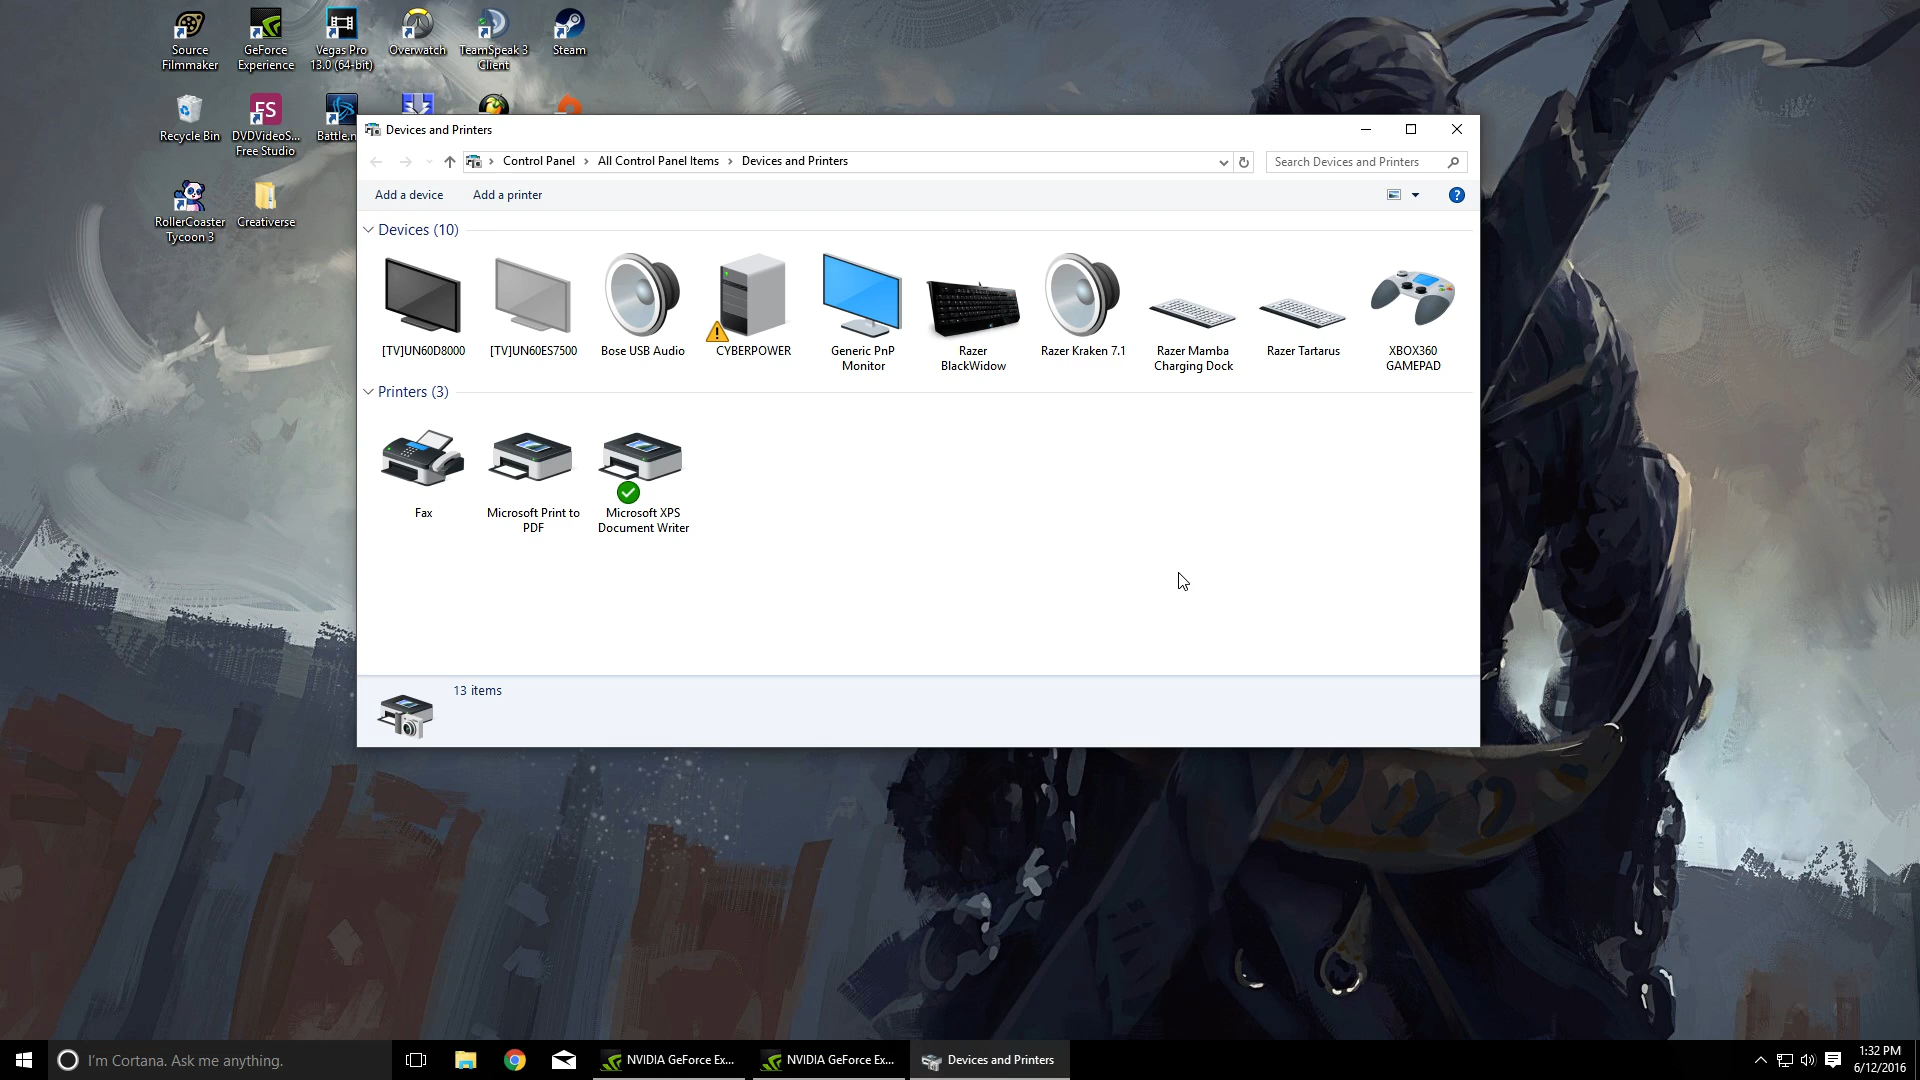 Source
Filmmaker
GeForce
Experience
Vegas Pro
13.0 (64-bit)
Overwatch
TeamSpeak 3
Client
Steam
Recycle Bin
FS
DVDVideoS...
Free Studio
Battle.n
RollerCoaster
Tycoon 3
Creativerse
Devices and Printers
Control Panel
All Control Panel Items
Devices and Printers
Search Devices and Printers
Add a device
Add a printer
?
Devices (10)
[TV]UN60D8000
[TV]UN60ES7500
Bose USB Audio
CYBERPOWER
Generic PnP
Monitor
Razer
BlackWidow
Razer Kraken 7.1
Razer Mamba
Charging Dock
Razer Tartarus
XBOX360
GAMEPAD
Printers (3)
Fax
Microsoft Print to
PDF
Microsoft XPS
Document Writer
13 items
I'm Cortana. Ask me anything.
NVIDIA GeForce Ex...
NVIDIA GeForce Ex...
Devices and Printers
1:32 PM
6/12/2016